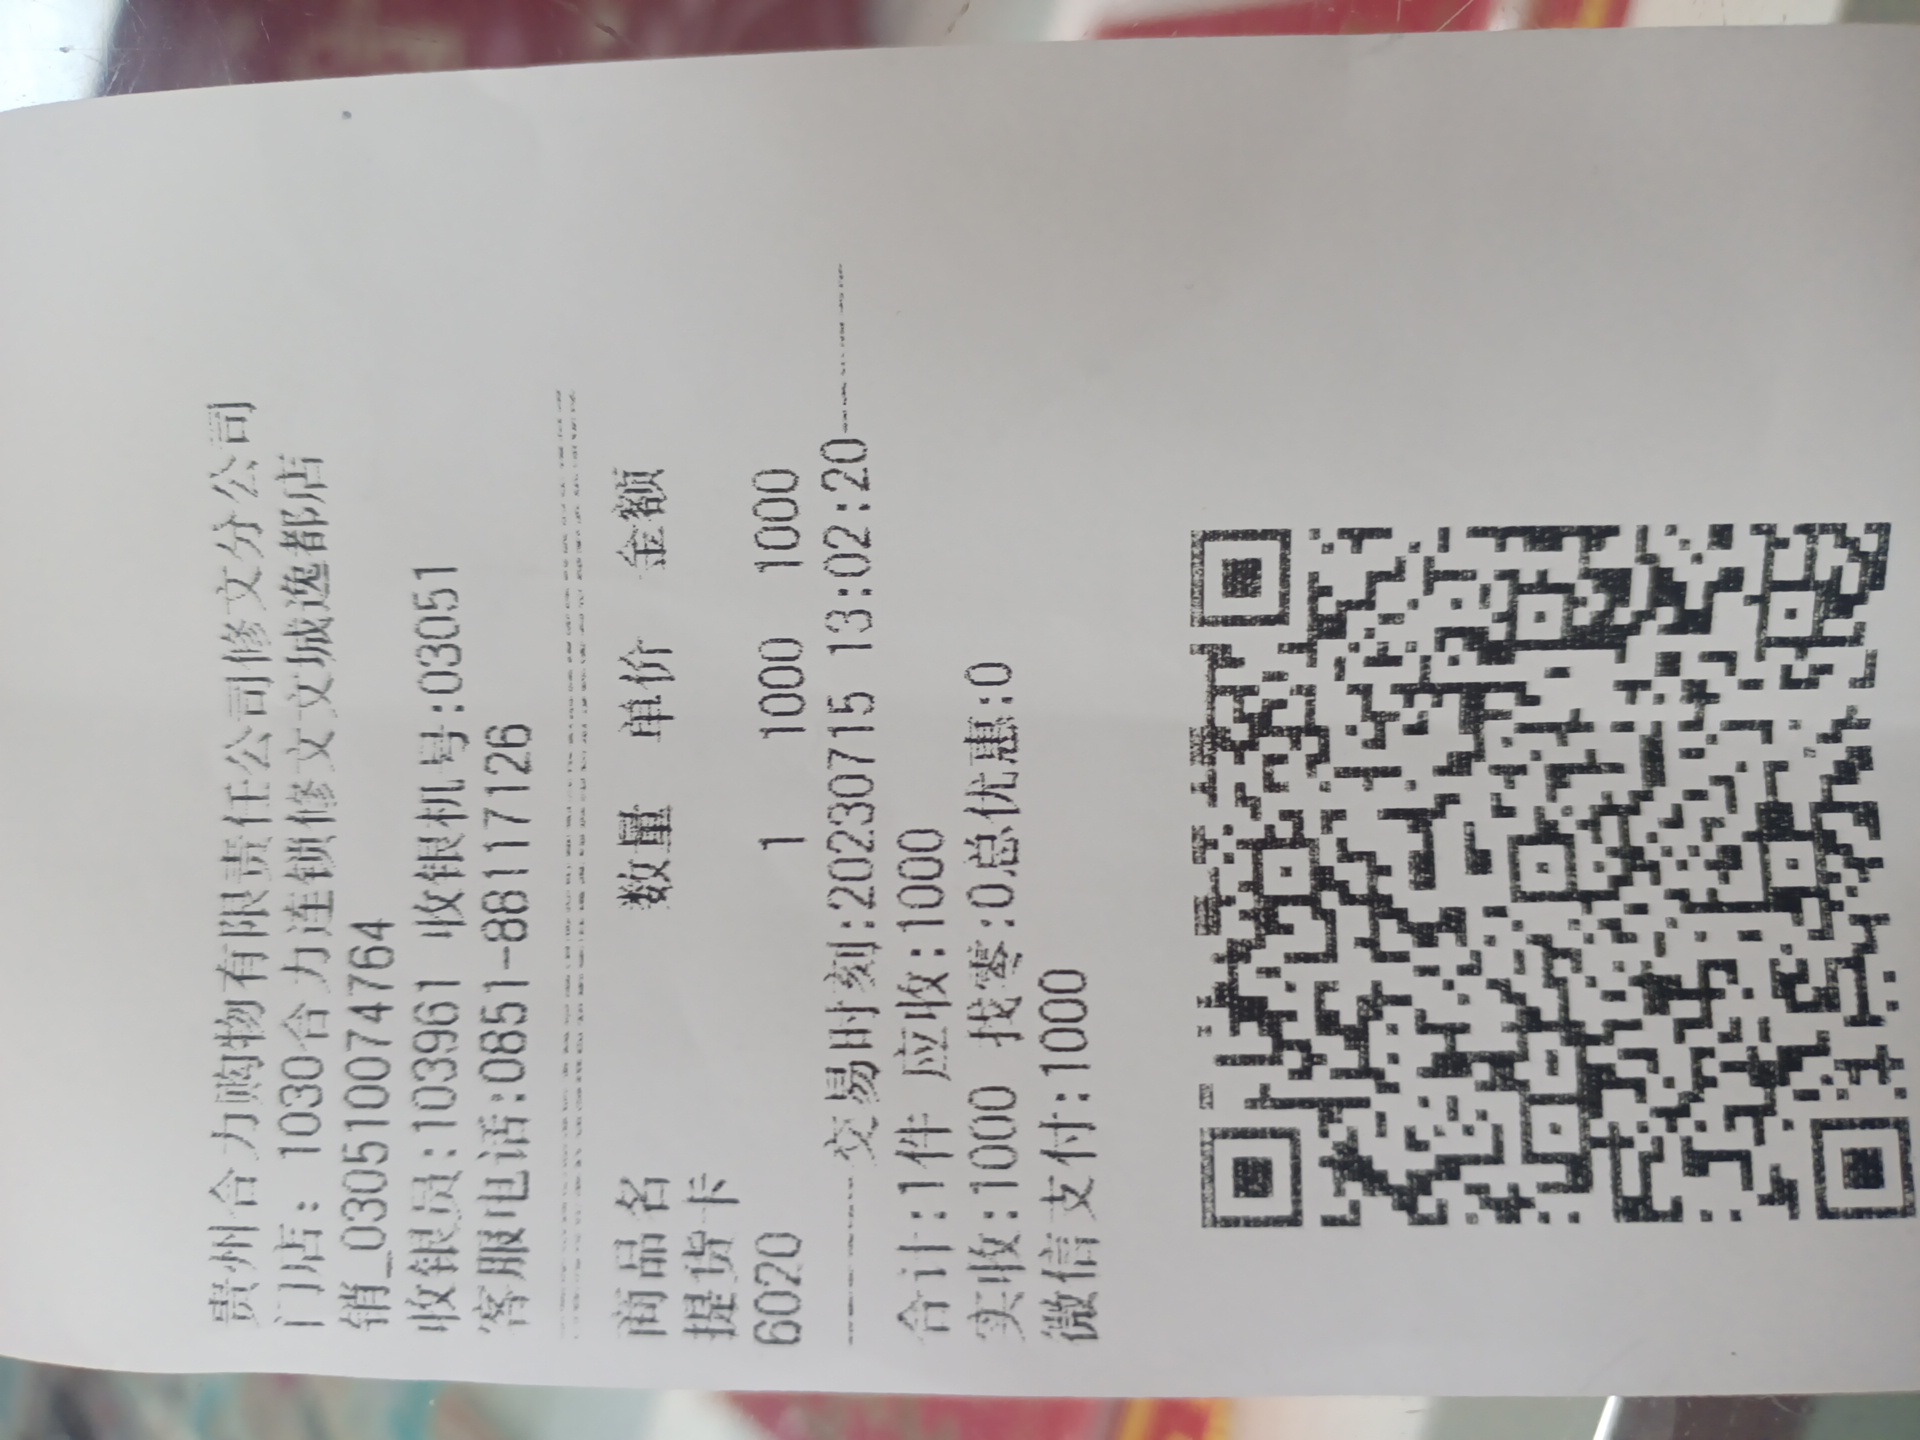 贵州合力购物有限责任公司修文分公司
门店: 1030合力连锁修文文城逸都店
销_0305100747​64
收银员:103961 收银机号:03051
客服电话:0851-88117126
商品名 数量 单价 金额
提货卡
6020 1 1000 1000
交易时刻:20230715 13:02:20
合计:1件 应收:1000
实收:1000 找零:0总优惠:0
微信支付:1000